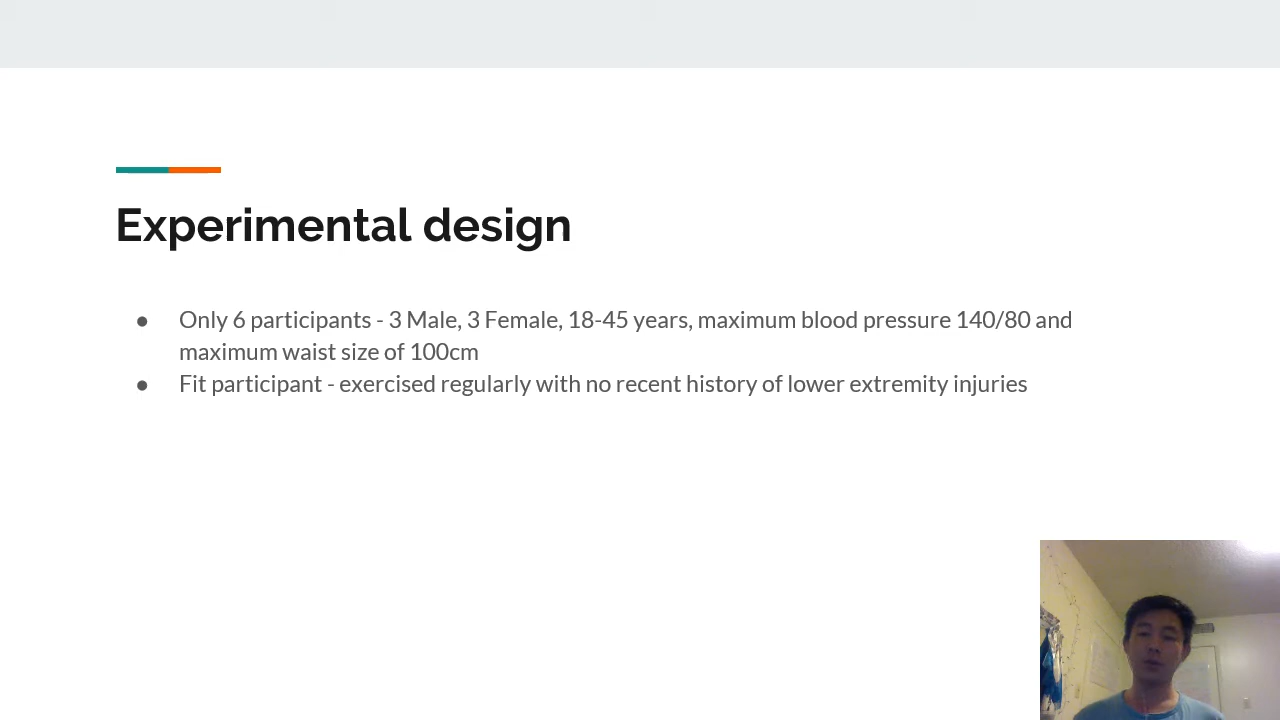 Experimental design
● Only 6 participants - 3 Male, 3 Female, 18-45 years, maximum blood pressure 140/80 and
maximum waist size of 100cm
● Fit participant - exercised regularly with no recent history of lower extremity injuries